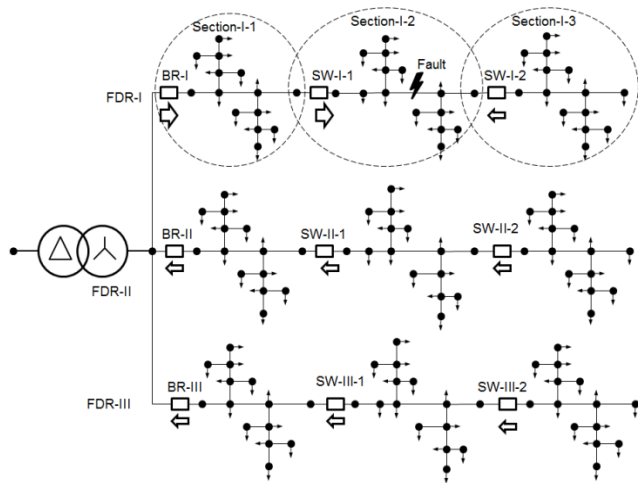 Section-I-1
Section-I-2
Section-I-3
BR-I
SW-I-1
Fault
SW-I-2
FDR-I
BR-II
SW-II-1
SW-II-2
FDR-II
BR-III
SW-III-1
SW-III-2
FDR-III